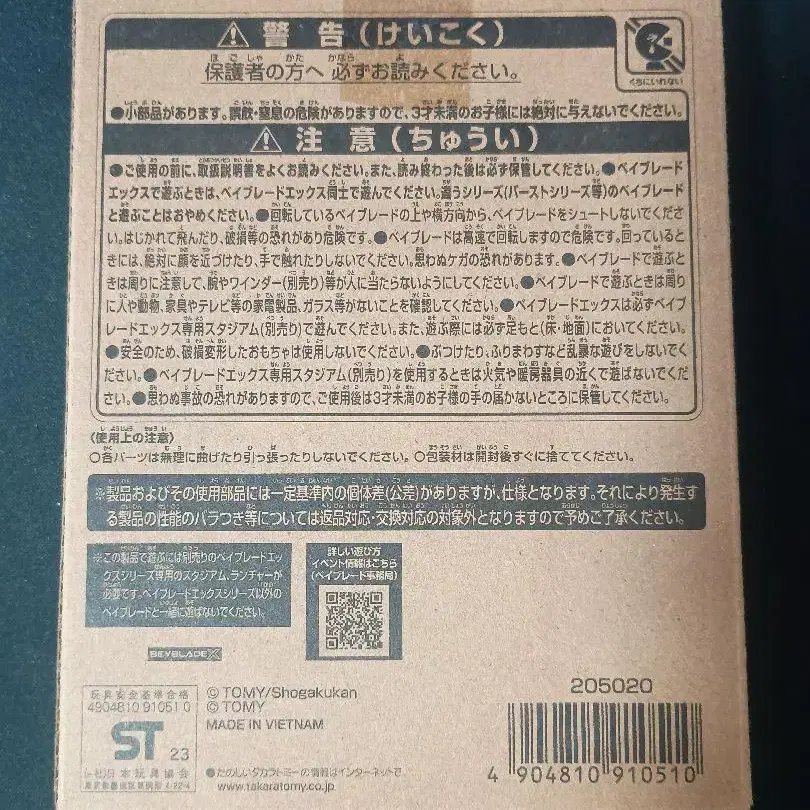 警告(けいこく)
保護者の方へ 必ずお読みください。
くちにいれない
●小部品があります。誤飲・窒息の危険がありますので、3才未満のお子様には絶対に与えないでください。
注意(ちゅうい)
●ご使用の前に、取扱説明書をよくお読みください。また、読み終わった後は必ず保管してください。●ベイブレード
エックスで遊ぶときは、ベイブレードエックス同士で遊んでください。違うシリーズ(バーストシリーズ等)のベイブレード
と遊ぶことはおやめください。●回転しているベイブレードの上や横方向から、ベイブレードをシュートしないでくださ
い。はじかれて飛んだり、破損等の恐れがあり危険です。●ベイブレードは高速で回転しますので危険です。回っていると
きには、絶対に顔を近づけたり、手で触れたりしないでください。思わぬケガの恐れがあります。●ベイブレードで遊ぶと
きは周りに注意して、腕やワインダー(別売り)等が人に当たらないようにしてください。●ベイブレードで遊ぶときは周り
に人や動物、家具やテレビ等の家電製品、ガラス等がないことを確認してください。●ベイブレードエックスは必ずベイブ
レードエックス専用スタジアム(別売り)で遊んでください。また、遊ぶ際には必ず足もと(床・地面)においてください。
●安全のため、破損変形したおもちゃは使用しないでください。●ぶつけたり、ふりまわすなど乱暴な遊びをしないでくだ
さい。●ベイブレードエックス専用スタジアム(別売り)を使用するときは火気や暖房器具の近くで遊ばないでください。
●思わぬ事故の恐れがありますので、ご使用後は3才未満のお子様の手の届かないところに保管してください。
〈使用上の注意〉
○各パーツは無理に曲げたり引っ張ったりしないでください。○包装材は開封後すぐに捨ててください。
※製品およびその使用部品には一定基準内の個体差(公差)がありますが、仕様となります。それにより発生す
る製品の性能のバラつき等については返品対応・交換対応の対象外となりますので予めご了承ください。
※この製品で遊ぶには別売りのベイブレードエッ
クスシリーズ専用のスタジアム、ランチャーが
必要です。ベイブレードエックスシリーズ以外の
ベイブレードと一緒に遊ばないでください。
詳しい遊び方
イベント情報はこちら
(ベイブレード事務局)
BEYBLADE X
玩具安全基準合格
4904810 91051 0
ST 23
(一社)日本玩具協会
東京都墨田区東駒形 4-22-4
© TOMY/Shogakukan
© TOMY
MADE IN VIETNAM
●たのしいタカラトミーの情報はインターネットで
www.takaratomy.co.jp
205020
4 904810 910510